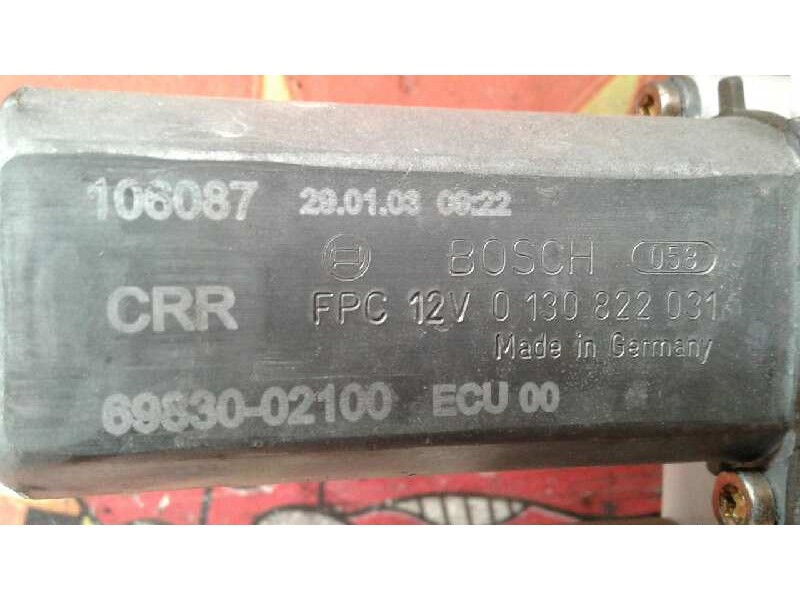 106087 29.01.03 06:22
BOSCH 053
CRR FPC 12V 0 130 822 031
Made in Germany
69830-02100 ECU 00